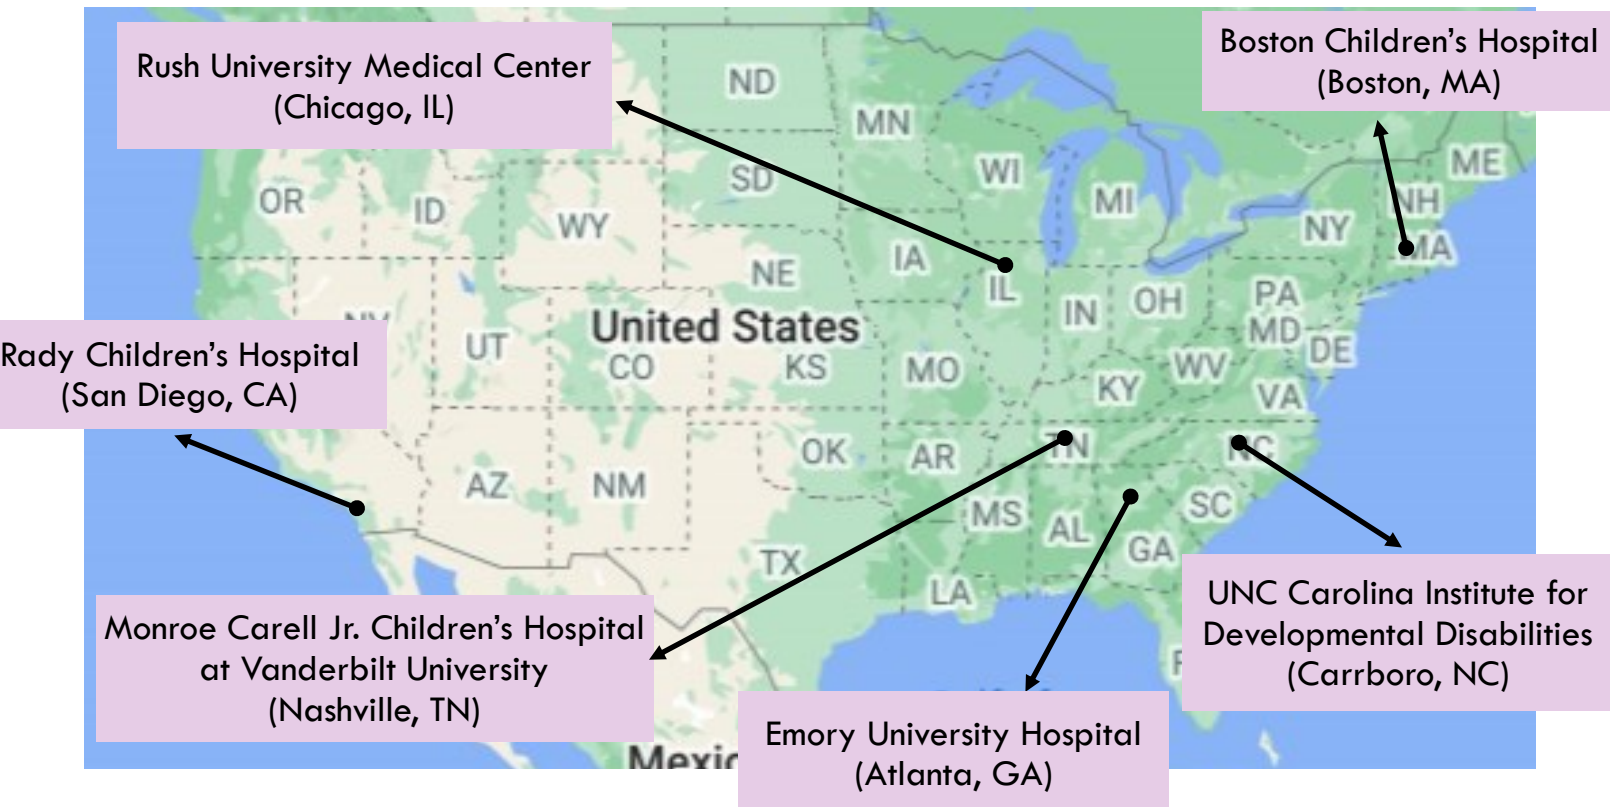 Rush University Medical Center
(Chicago, IL)
Boston Children's Hospital
(Boston, MA)
Rady Children's Hospital
(San Diego, CA)
Monroe Carell Jr. Children's Hospital
at Vanderbilt University
(Nashville, TN)
Emory University Hospital
(Atlanta, GA)
UNC Carolina Institute for
Developmental Disabilities
(Carrboro, NC)
ND
MN
ME
WI
SD
MI
NH
OR
ID
WY
NY
MA
IA
NE
IL
IN
OH
PA
NV
United States
MD
UT
DE
CO
KS
MO
WV
KY
VA
OK
AR
TN
NC
AZ
NM
MS
SC
AL
GA
TX
LA